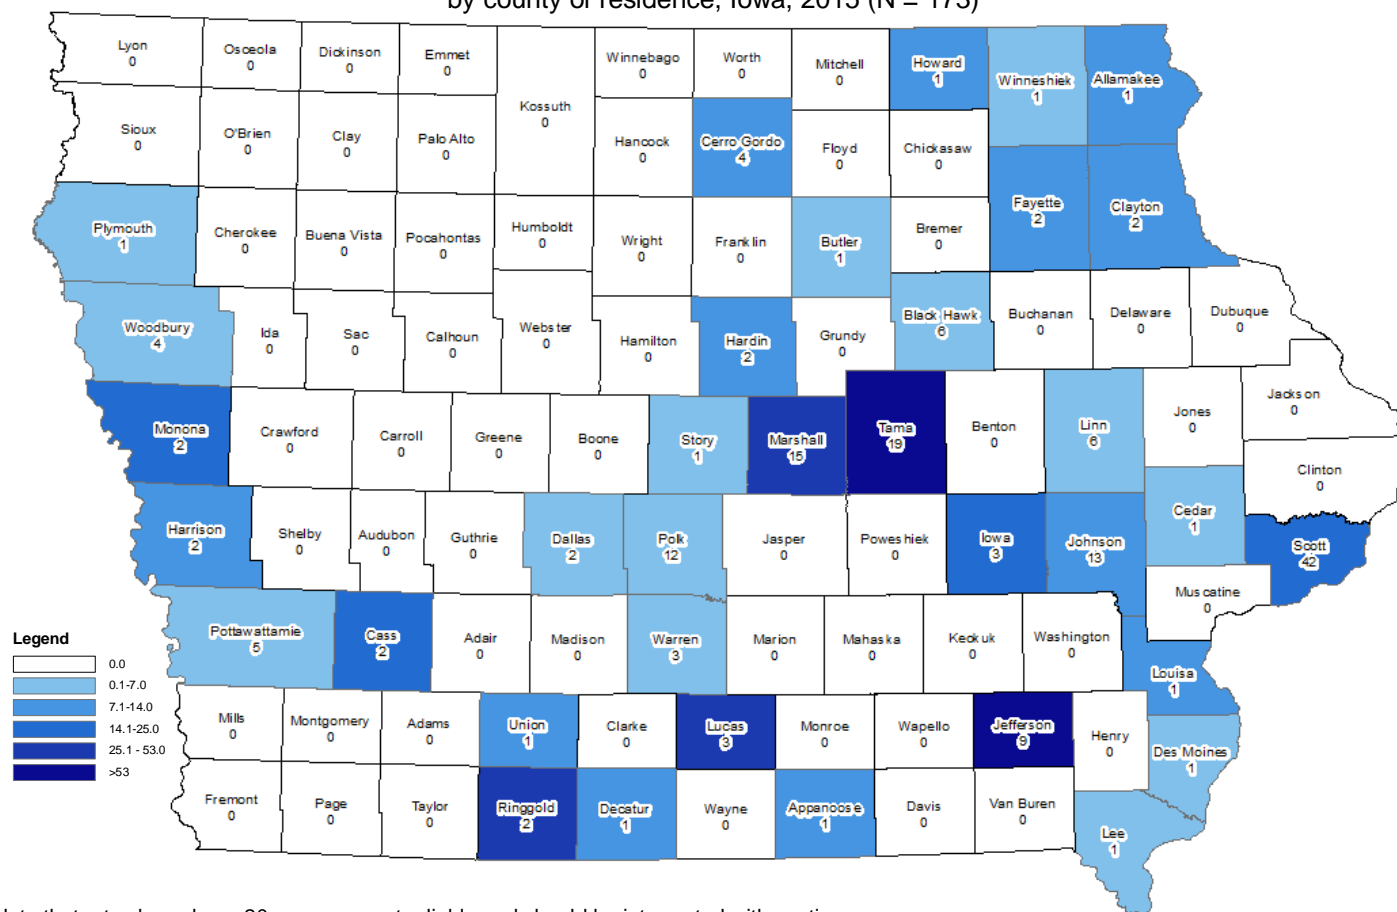 by county of residence, Iowa, 2015 (N = 173)
Lyon
0
Osceola
0
Dickinson
0
Emmet
0
Kossuth
0
Winnebago
0
Worth
0
Mitchell
0
Howard
1
Winneshiek
1
Allamakee
1
Sioux
0
O'Brien
0
Clay
0
Palo Alto
0
Hancock
0
Cerro Gordo
4
Floyd
0
Chickasaw
0
Fayette
2
Clayton
2
Plymouth
1
Cherokee
0
Buena Vista
0
Pocahontas
0
Humboldt
0
Wright
0
Franklin
0
Butler
1
Bremer
0
Woodbury
4
Ida
0
Sac
0
Calhoun
0
Webster
0
Hamilton
0
Hardin
2
Grundy
0
Black Hawk
6
Buchanan
0
Delaware
0
Dubuque
0
Monona
2
Crawford
0
Carroll
0
Greene
0
Boone
0
Story
1
Marshall
15
Tama
19
Benton
0
Linn
6
Jones
0
Jackson
0
Clinton
0
Harrison
2
Shelby
0
Audubon
0
Guthrie
0
Dallas
2
Polk
12
Jasper
0
Poweshiek
0
Iowa
3
Johnson
13
Cedar
1
Scott
42
Muscatine
0
Pottawattamie
5
Cass
2
Adair
0
Madison
0
Warren
3
Marion
0
Mahaska
0
Keokuk
0
Washington
0
Louisa
1
Mills
0
Montgomery
0
Adams
0
Union
1
Clarke
0
Lucas
3
Monroe
0
Wapello
0
Jefferson
9
Henry
0
Des Moines
1
Fremont
0
Page
0
Taylor
0
Ringgold
2
Decatur
1
Wayne
0
Appanoose
1
Davis
0
Van Buren
0
Lee
1
Legend
0.0
0.1-7.0
7.1-14.0
14.1-25.0
25.1 - 53.0
>53